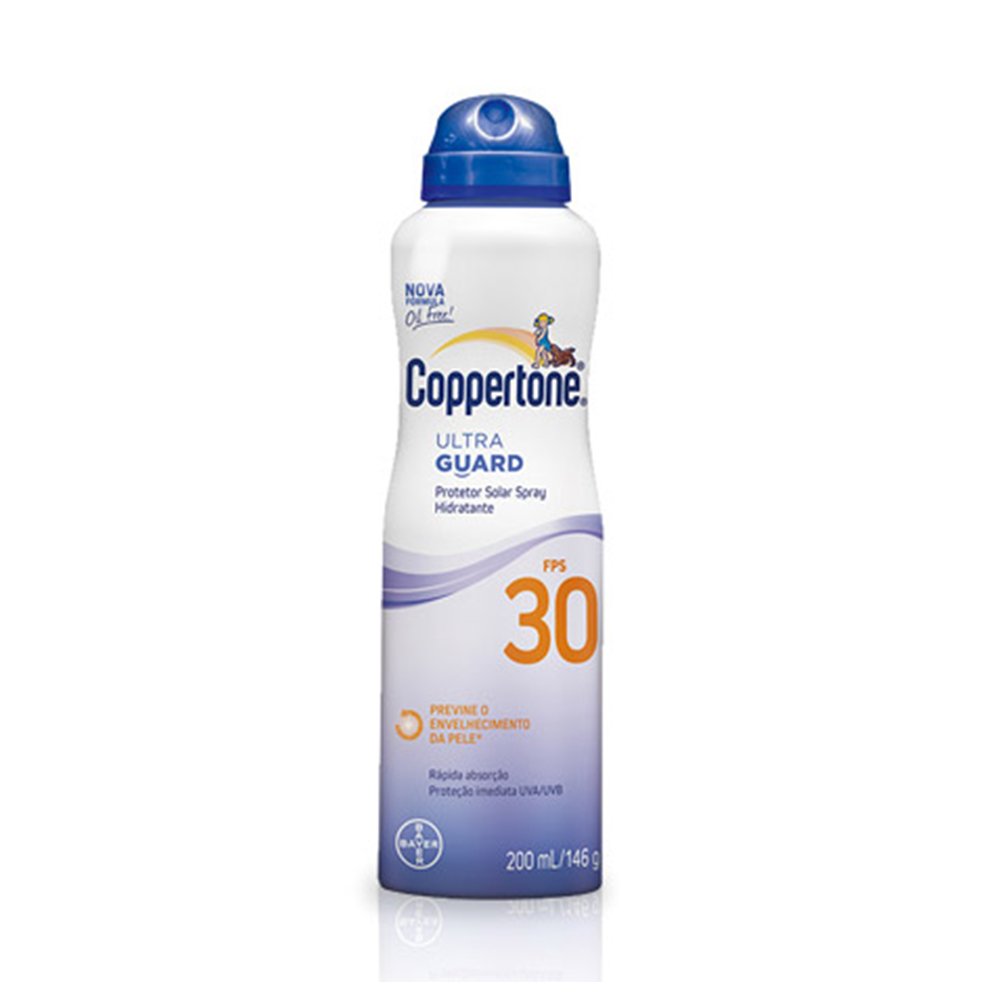 NOVA
FÓRMULA
Oil Free!
Coppertone®
ULTRA
GUARD
Protetor Solar Spray
Hidratante
FPS
30
PREVINE O
ENVELHECIMENTO
DA PELE*
Rápida absorção
Proteção imediata UVA/UVB
BAYER
BAYER
200 mL/146 g